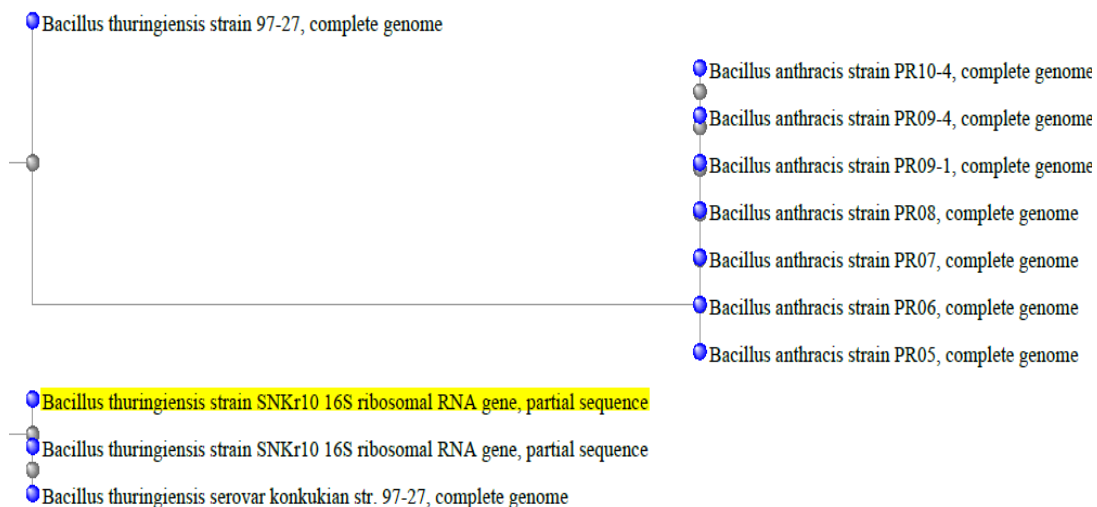 Bacillus thuringiensis strain 97-27, complete genome
Bacillus anthracis strain PR10-4, complete genome
Bacillus anthracis strain PR09-4, complete genome
Bacillus anthracis strain PR09-1, complete genome
Bacillus anthracis strain PR08, complete genome
Bacillus anthracis strain PR07, complete genome
Bacillus anthracis strain PR06, complete genome
Bacillus anthracis strain PR05, complete genome
Bacillus thuringiensis strain SNKr10 16S ribosomal RNA gene, partial sequence
Bacillus thuringiensis strain SNKr10 16S ribosomal RNA gene, partial sequence
Bacillus thuringiensis serovar konkukian str. 97-27, complete genome